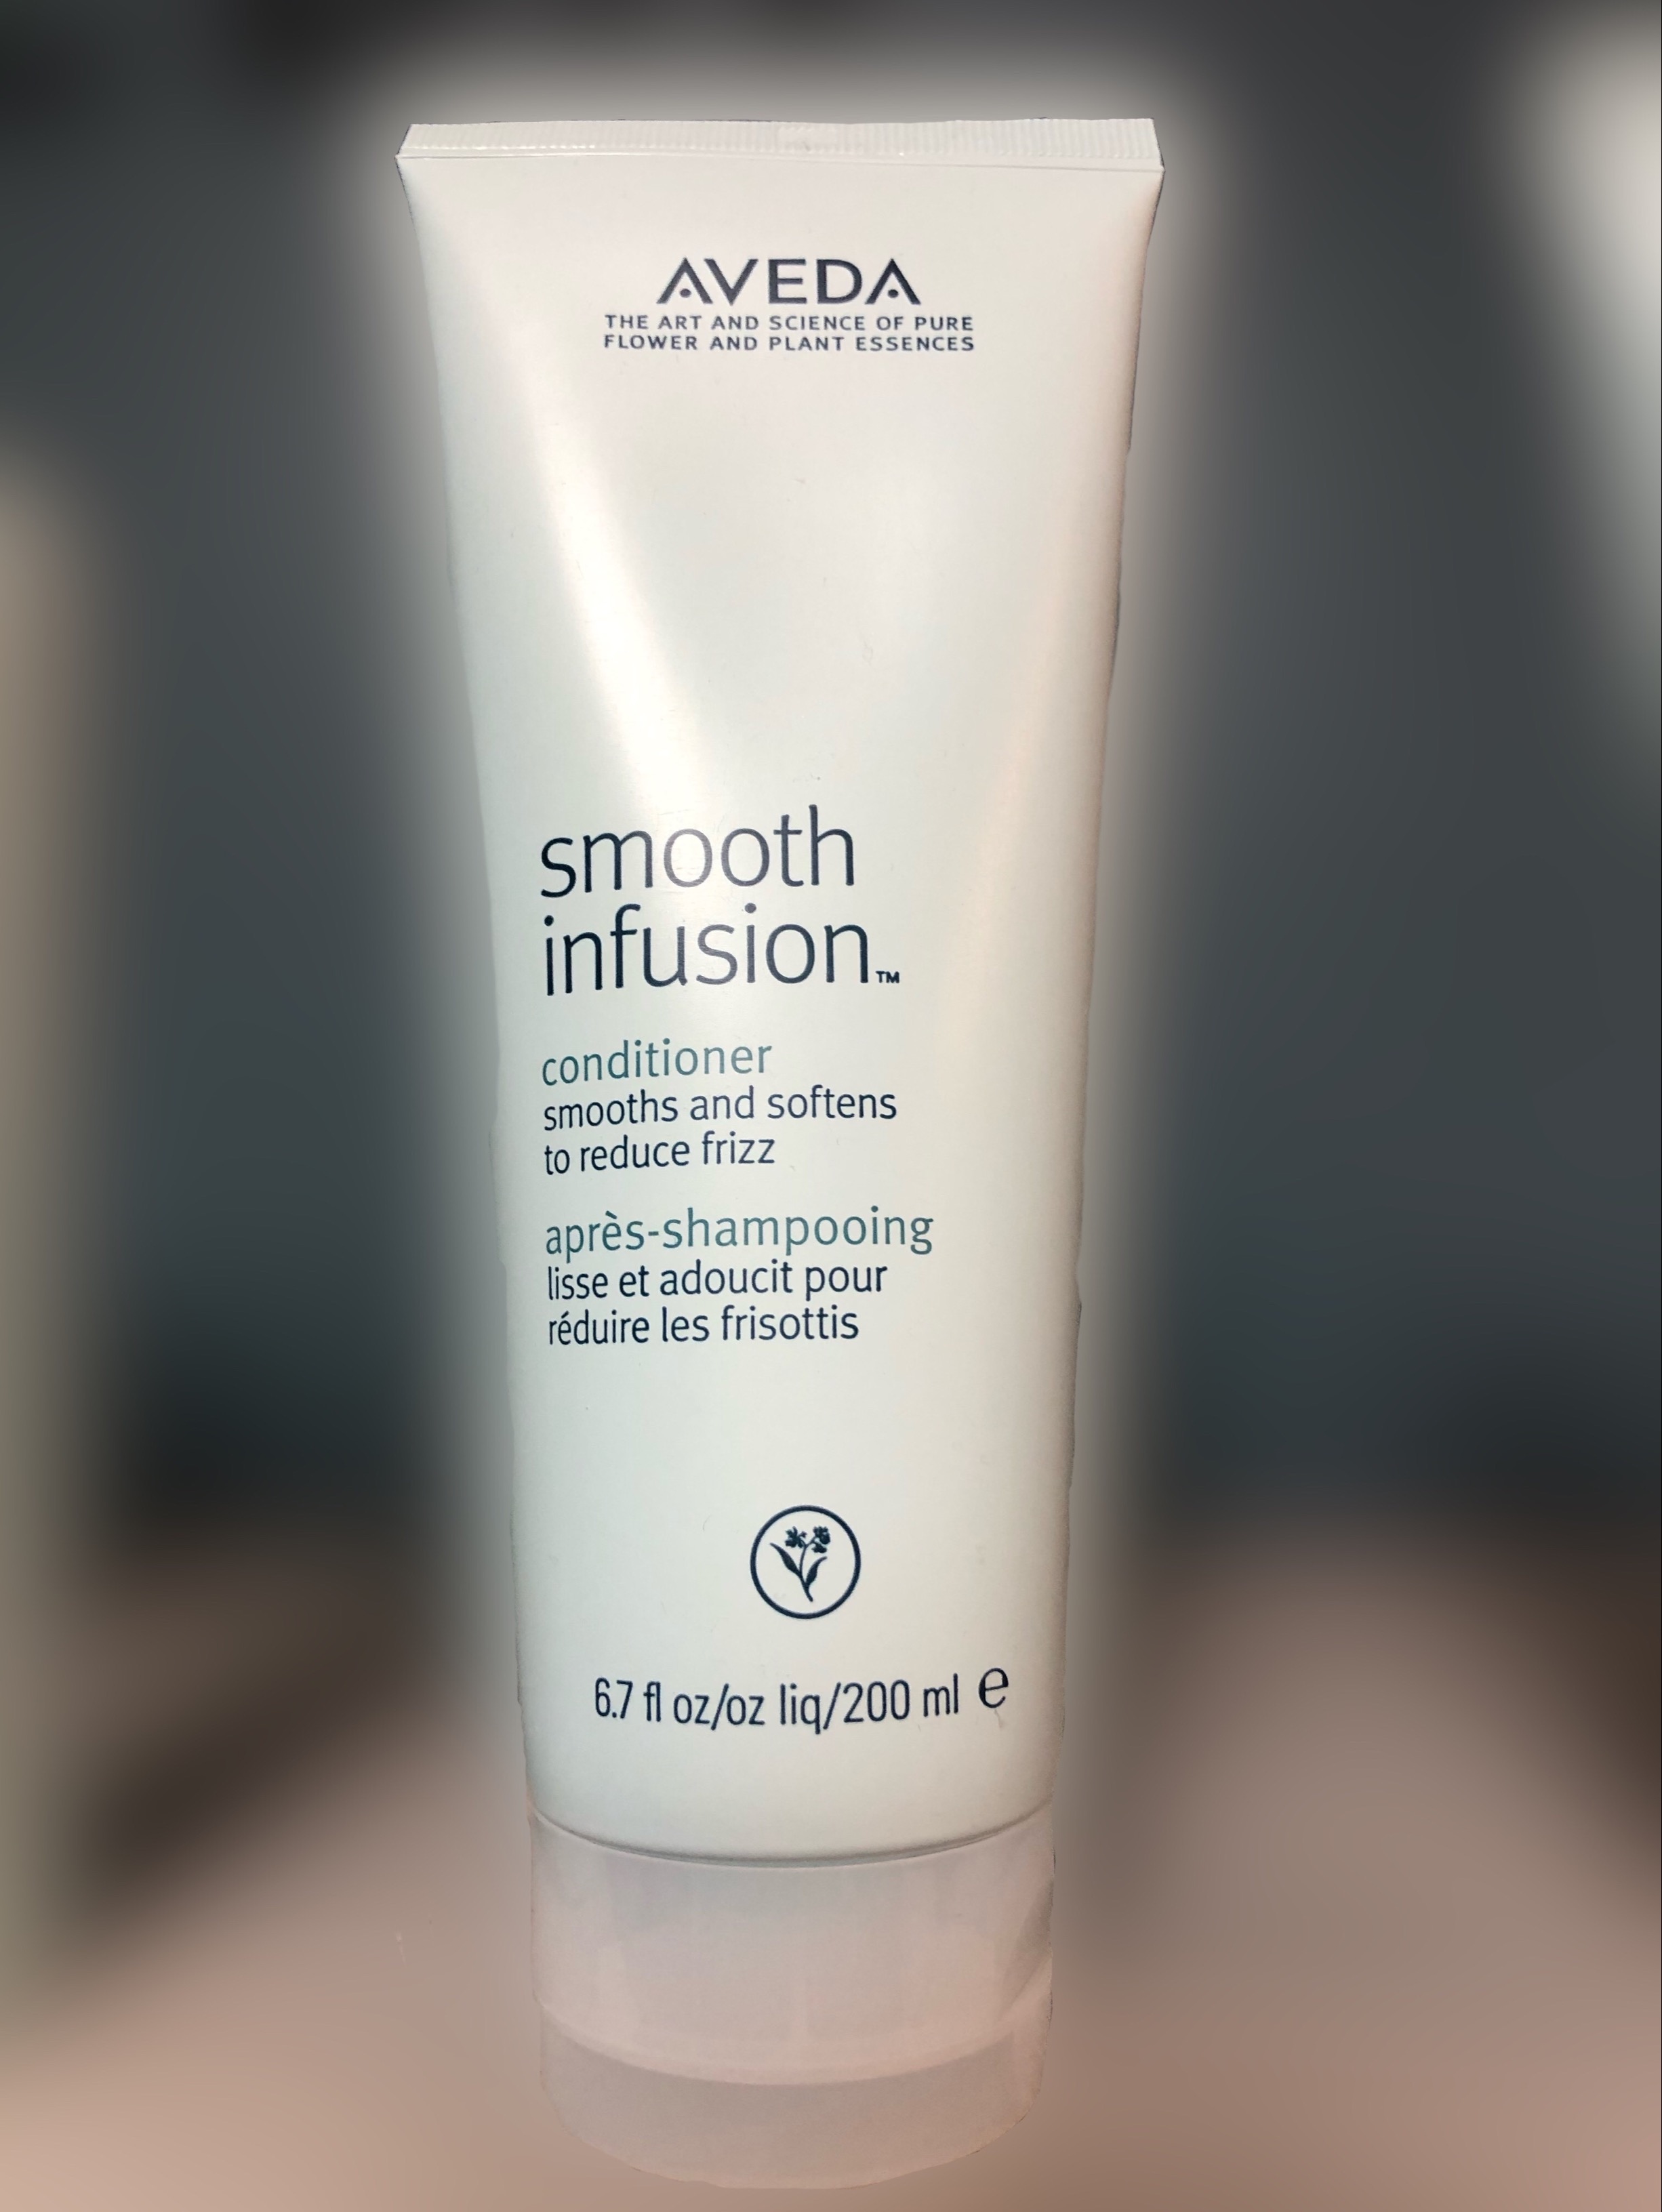 AVEDA
THE ART AND SCIENCE OF PURE
FLOWER AND PLANT ESSENCES
smooth
infusion™
conditioner
smooths and softens
to reduce frizz
après-shampooing
lisse et adoucit pour
réduire les frisottis
6.7 fl oz/oz liq/200 ml e